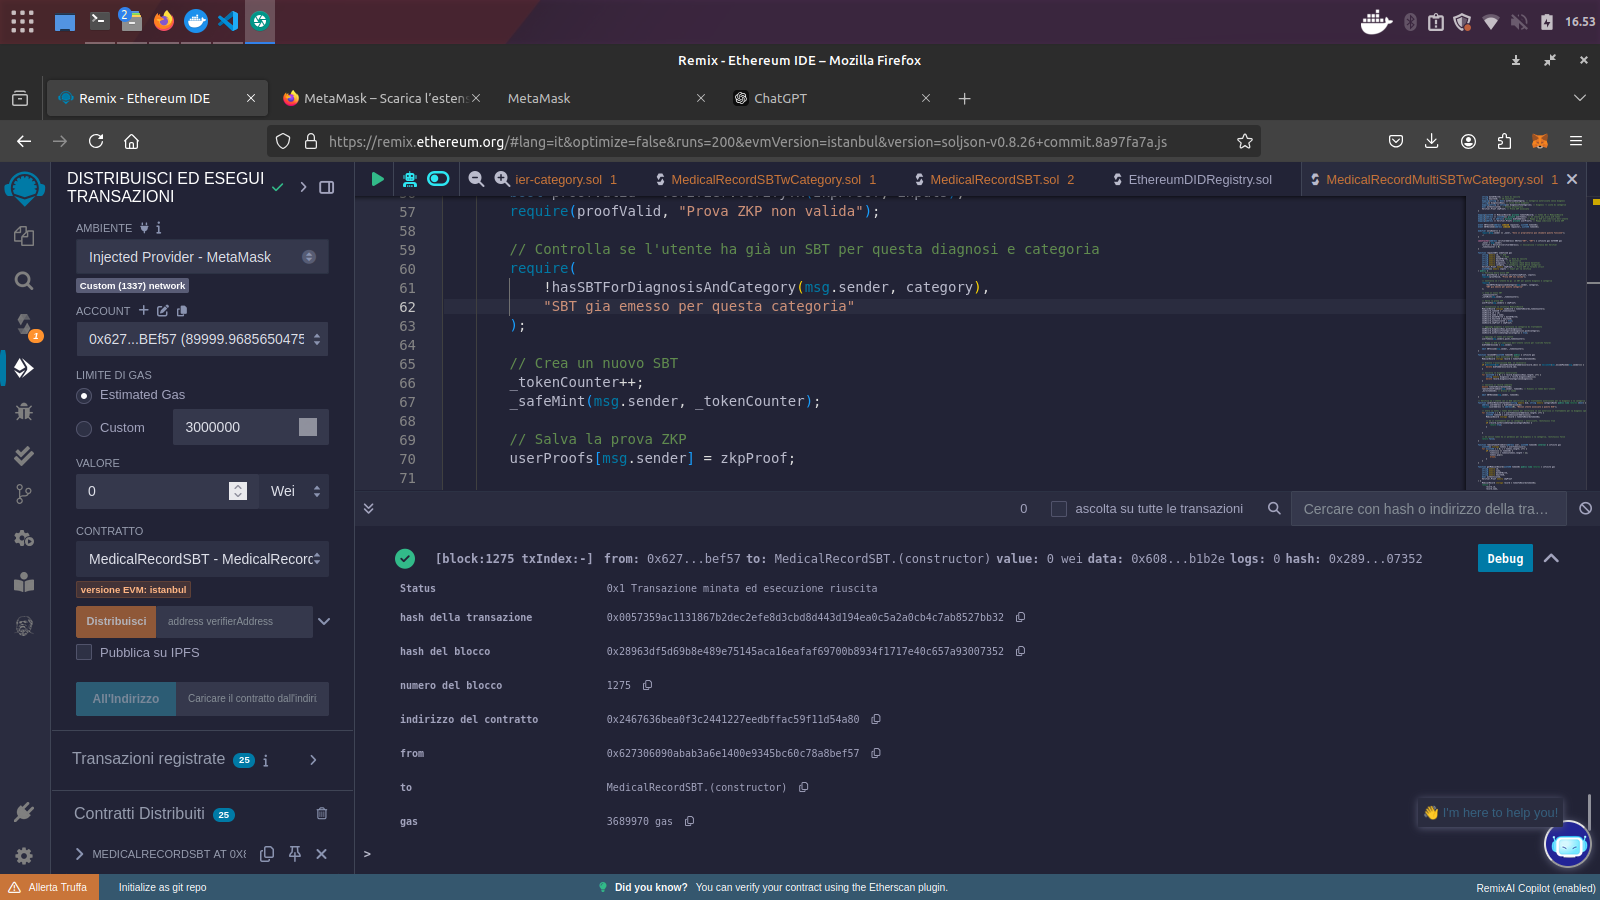 2
16.53
Remix - Ethereum IDE – Mozilla Firefox
Remix - Ethereum IDE
MetaMask – Scarica l'esten
MetaMask
ChatGPT
https://remix.ethereum.org/#lang=it&optimize=false&runs=200&evmVersion=istanbul&version=soljson-v0.8.26+commit.8a97fa7a.js
DISTRIBUISCI ED ESEGUI
TRANSAZIONI
ier-category.sol 1
MedicalRecordSBTwCategory.sol 1
MedicalRecordSBT.sol 2
EthereumDIDRegistry.sol
MedicalRecordMultiSBTwCategory.sol 1
AMBIENTE
Injected Provider - MetaMask
Custom (1337) network
ACCOUNT
0x627...BEf57 (89999.9685650475
LIMITE DI GAS
Estimated Gas
Custom
3000000
VALORE
0
Wei
CONTRATTO
MedicalRecordSBT - MedicalRecord
versione EVM: istanbul
Distribuisci
address verifierAddress
Pubblica su IPFS
All'Indirizzo
Caricare il contratto dall'indiri
Transazioni registrate 25
Contratti Distribuiti 25
MEDICALRECORDSBT AT 0X
1
57 require(proofValid, "Prova ZKP non valida");
58
59 // Controlla se l'utente ha già un SBT per questa diagnosi e categoria
60 require(
61 !hasSBTForDiagnosisAndCategory(msg.sender, category),
62 "SBT gia emesso per questa categoria"
63 );
64
65 // Crea un nuovo SBT
66 _tokenCounter++;
67 _safeMint(msg.sender, _tokenCounter);
68
69 // Salva la prova ZKP
70 userProofs[msg.sender] = zkpProof;
71
0
ascolta su tutte le transazioni
Cercare con hash o indirizzo della tra…
[block:1275 txIndex:-] from: 0x627...bef57 to: MedicalRecordSBT.(constructor) value: 0 wei data: 0x608...b1b2e logs: 0 hash: 0x289...07352
Debug
Status 0x1 Transazione minata ed esecuzione riuscita
hash della transazione 0x0057359ac1131867b2dec2efe8d3cbd8d443d194ea0c5a2a0cb4c7ab8527bb32
hash del blocco 0x28963df5d69b8e489e75145aca16eafaf69700b8934f1717e40c657a93007352
numero del blocco 1275
indirizzo del contratto 0x2467636bea0f3c2441227eedbffac59f11d54a80
from 0x627306090abab3a6e1400e9345bc60c78a8bef57
to MedicalRecordSBT.(constructor)
gas 3689970 gas
>
👋 I'm here to help you!
Allerta Truffa
Initialize as git repo
Did you know? You can verify your contract using the Etherscan plugin.
RemixAI Copilot (enabled)